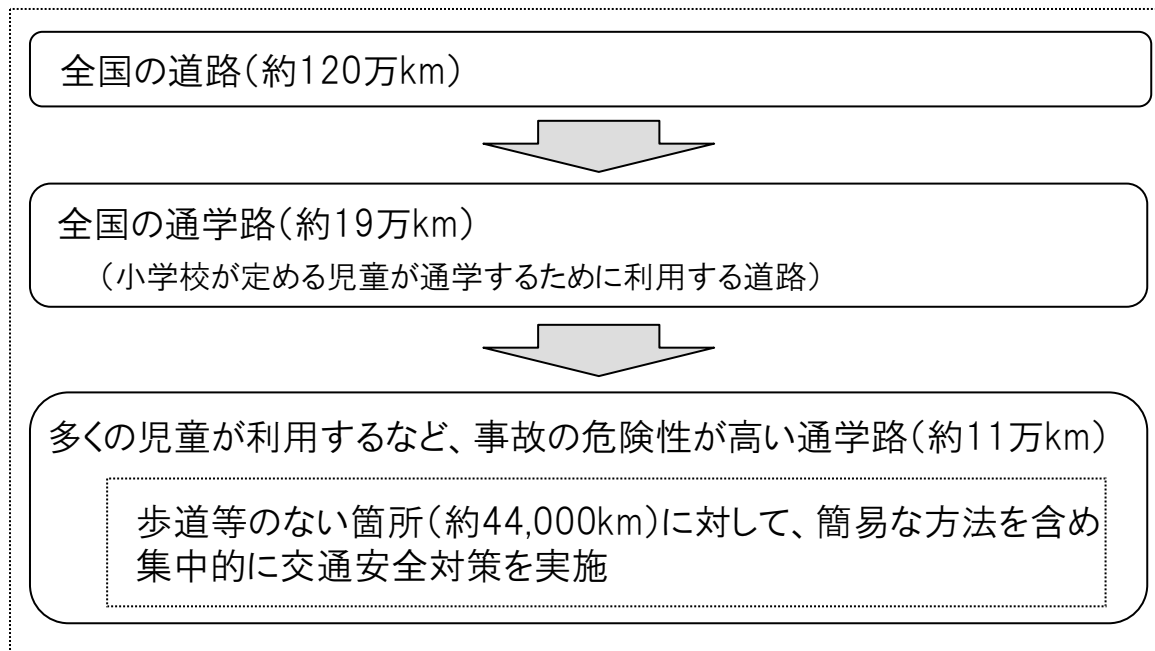 全国の道路（約120万km）
全国の通学路（約19万km）
（小学校が定める児童が通学するために利用する道路）
多くの児童が利用するなど、事故の危険性が高い通学路（約11万km）
歩道等のない箇所（約44,000km）に対して、簡易な方法を含め
集中的に交通安全対策を実施